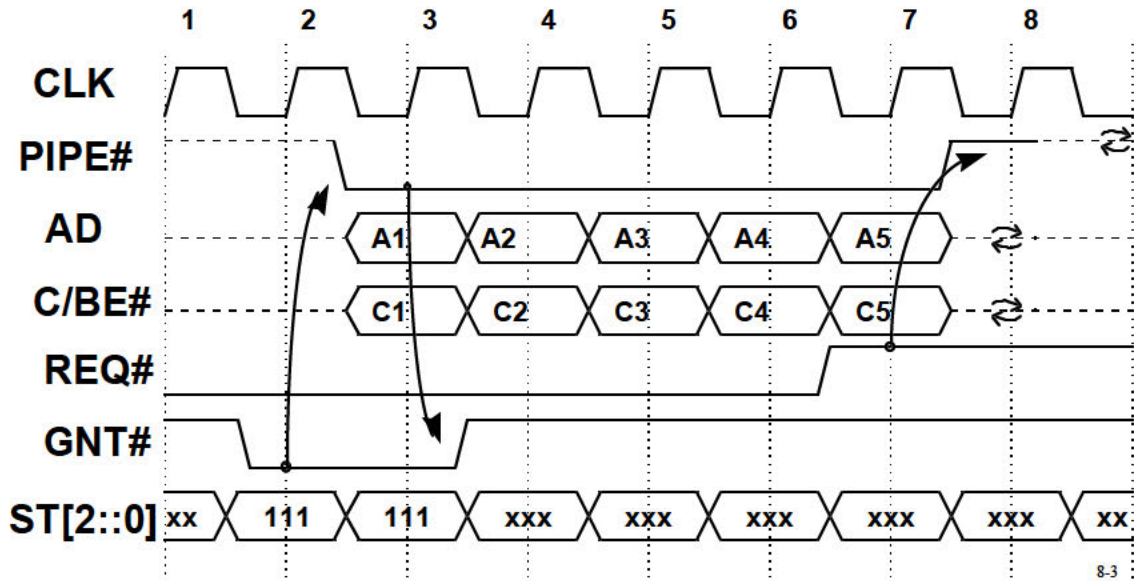 1 2 3 4 5 6 7 8
CLK
PIPE#
AD A1 A2 A3 A4 A5
C/BE# C1 C2 C3 C4 C5
REQ#
GNT#
ST[2::0] xx 111 111 xxx xxx xxx xxx xxx xx
8-3